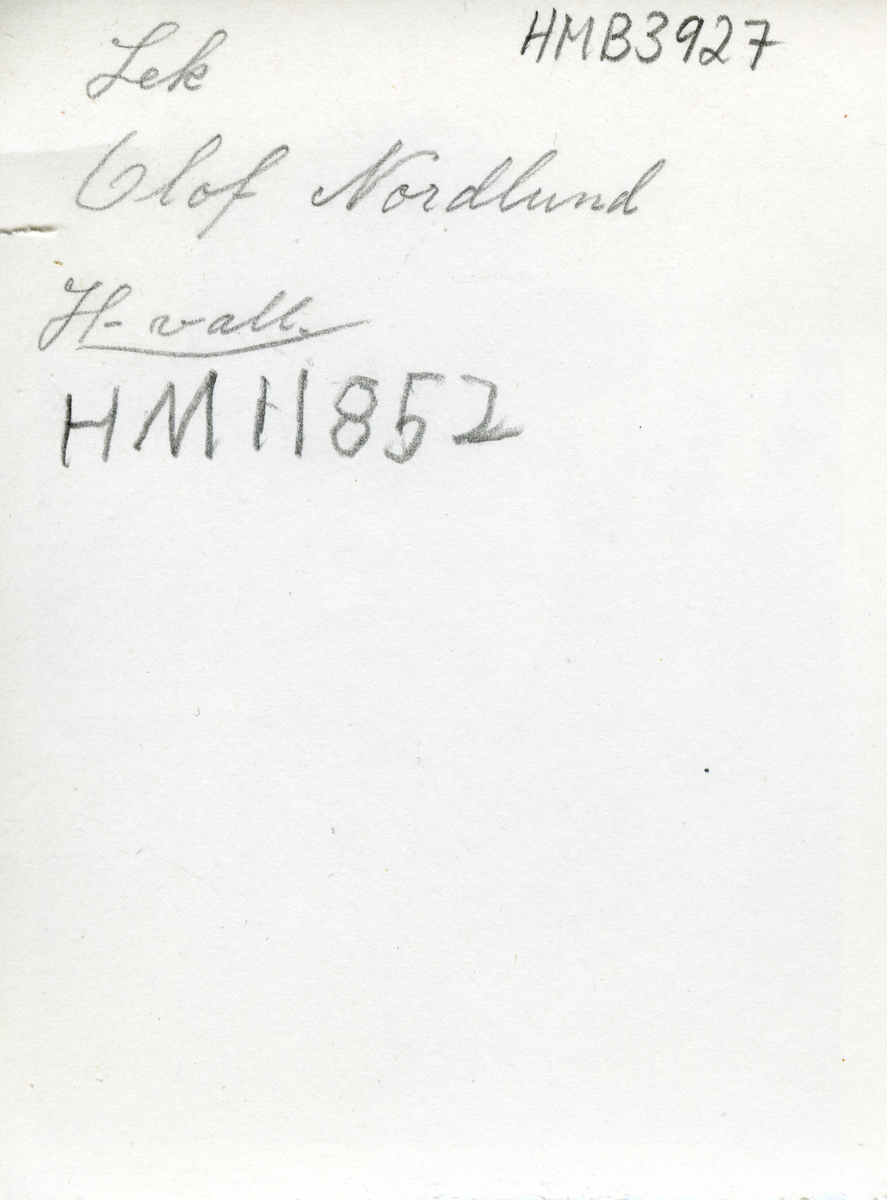 HMB3927
Lek
Olof Nordlund
H-vall.
HM11852